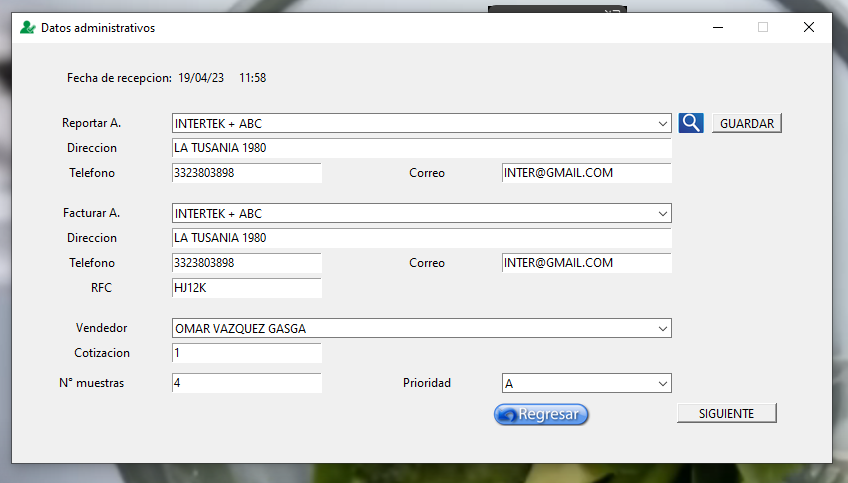 Datos administrativos
Fecha de recepcion: 19/04/23 11:58
Reportar A. INTERTEK + ABC GUARDAR
Direccion LA TUSANIA 1980
Telefono 3323803898 Correo INTER@GMAIL.COM
Facturar A. INTERTEK + ABC
Direccion LA TUSANIA 1980
Telefono 3323803898 Correo INTER@GMAIL.COM
RFC HJ12K
Vendedor OMAR VAZQUEZ GASGA
Cotizacion 1
N° muestras 4 Prioridad A
Regresar SIGUIENTE